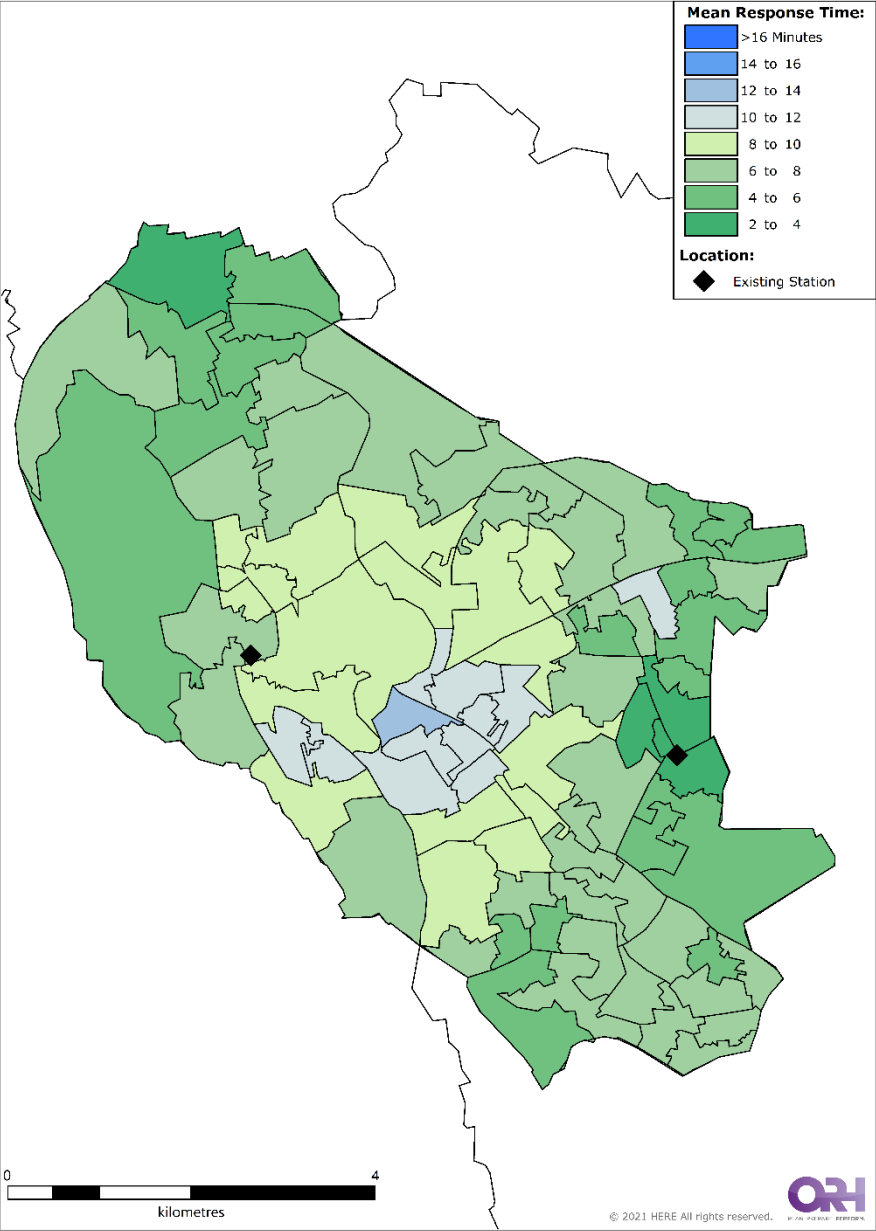 Mean Response Time:
>16 Minutes
14 to 16
12 to 14
10 to 12
8 to 10
6 to 8
4 to 6
2 to 4
Location:
Existing Station
0 4
kilometres
© 2021 HERE All rights reserved.
ORH